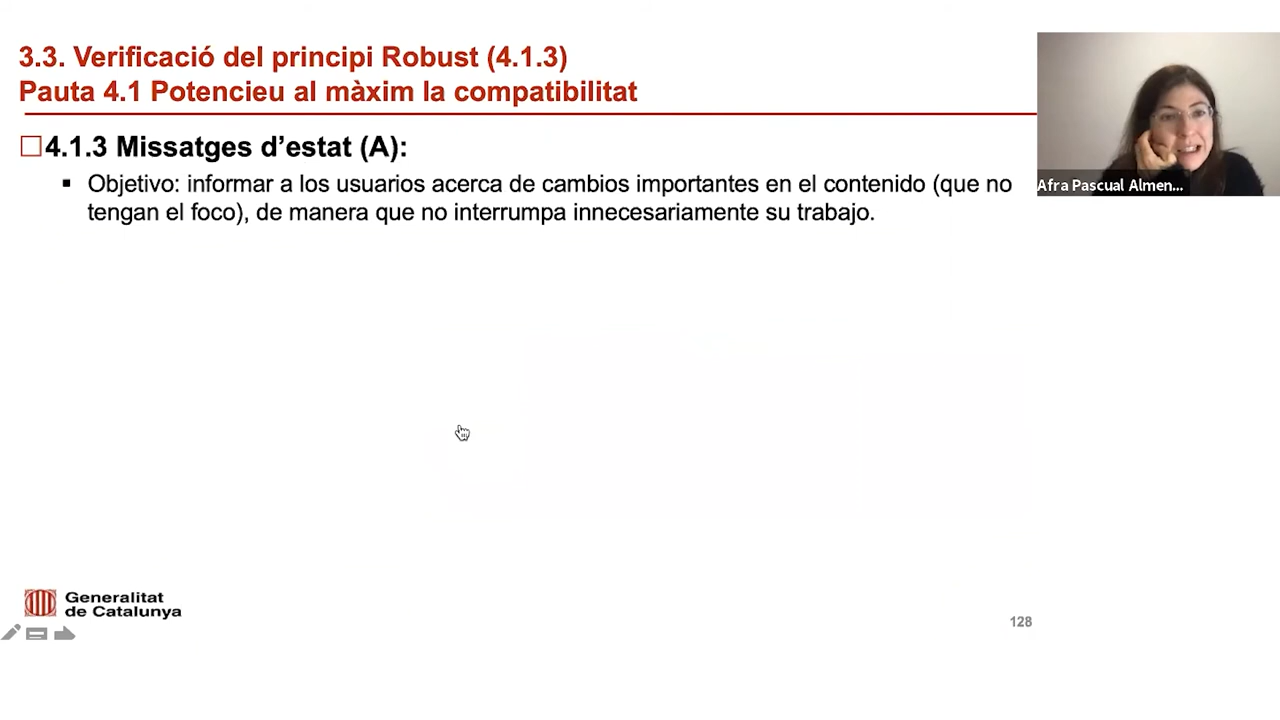 3.3. Verificació del principi Robust (4.1.3)
Pauta 4.1 Potencieu al màxim la compatibilitat
4.1.3 Missatges d’estat (A):
Objetivo: informar a los usuarios acerca de cambios importantes en el contenido (que no
tengan el foco), de manera que no interrumpa innecesariamente su trabajo.
Afra Pascual Almen...
Generalitat
de Catalunya
128